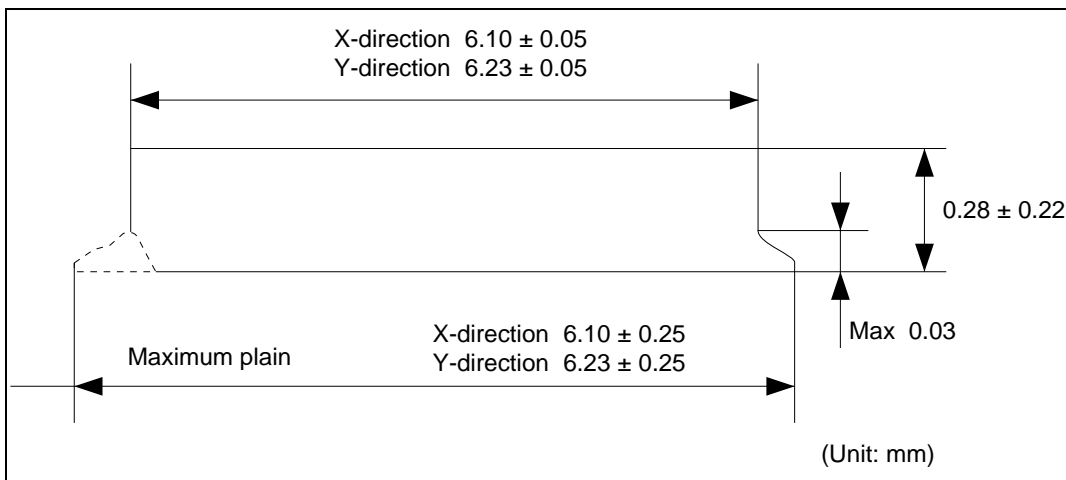 X-direction 6.10 ± 0.05
Y-direction 6.23 ± 0.05
0.28 ± 0.22
X-direction 6.10 ± 0.25
Max 0.03
Maximum plain
Y-direction 6.23 ± 0.25
(Unit: mm)